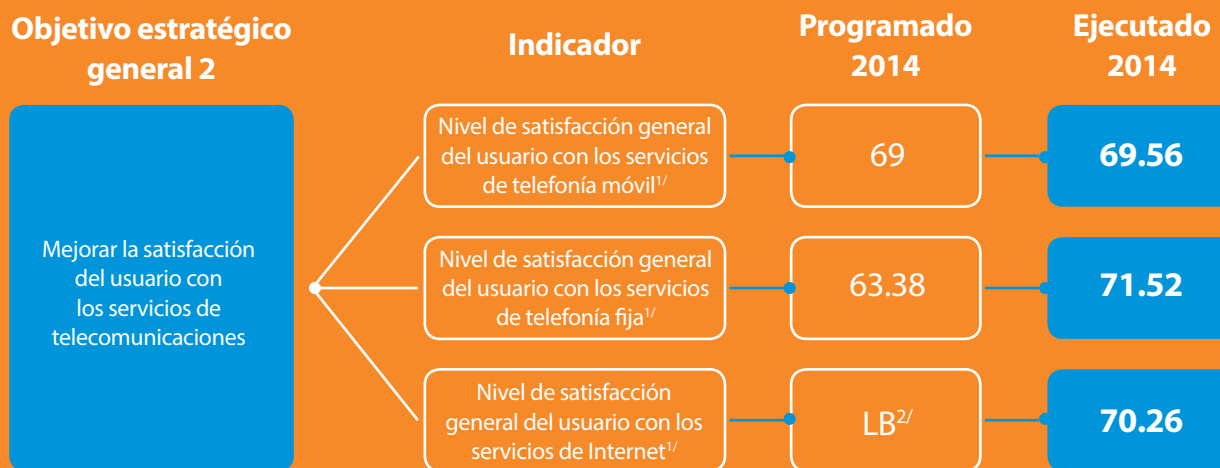 Objetivo estratégico
general 2
Indicador
Programado
2014
Ejecutado
2014
Mejorar la satisfacción
del usuario con
los servicios de
telecomunicaciones
Nivel de satisfacción general
del usuario con los servicios
de telefonía móvil1/
69
69.56
Nivel de satisfacción general
del usuario con los servicios
de telefonía fija1/
63.38
71.52
Nivel de satisfacción
general del usuario con los
servicios de Internet1/
LB2/
70.26